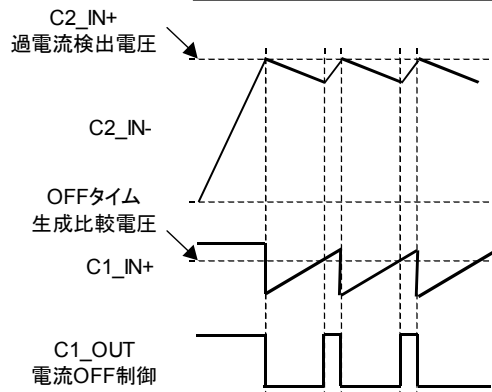 C2_IN+
過電流検出電圧
C2_IN-
OFFタイム
生成比較電圧
C1_IN+
C1_OUT
電流OFF制御